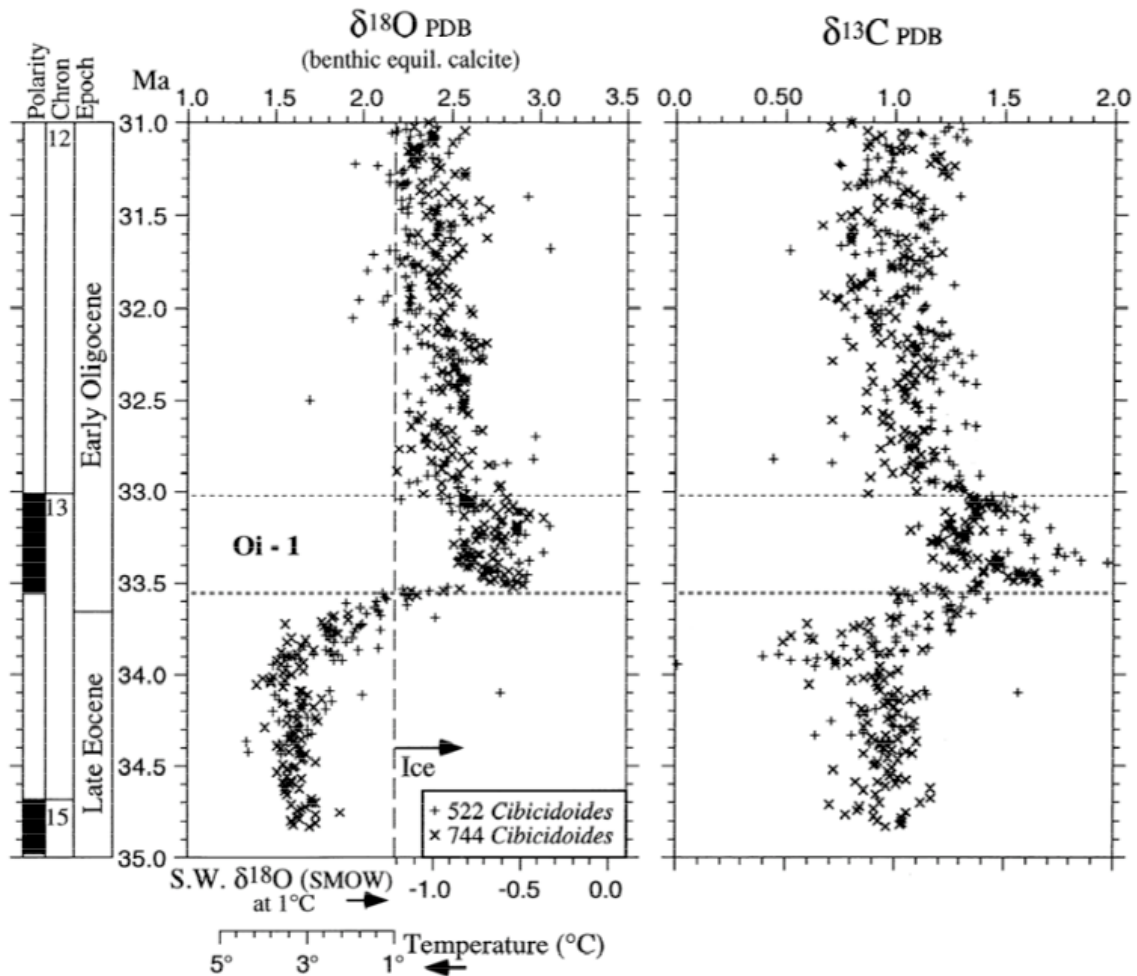 δ18O PDB
(benthic equil. calcite)
δ13C PDB
Polarity
Chron
Epoch
Ma
1.0 1.5 2.0 2.5 3.0 3.5
0.0 0.50 1.0 1.5 2.0
31.0
31.5
32.0
32.5
33.0
33.5
34.0
34.5
35.0
12
13
15
Early Oligocene
Late Eocene
Oi - 1
Ice
+ 522 Cibicidoides
× 744 Cibicidoides
S.W. δ18O (SMOW)
at 1°C
-1.0 -0.5 0.0
5° 3° 1°
Temperature (°C)